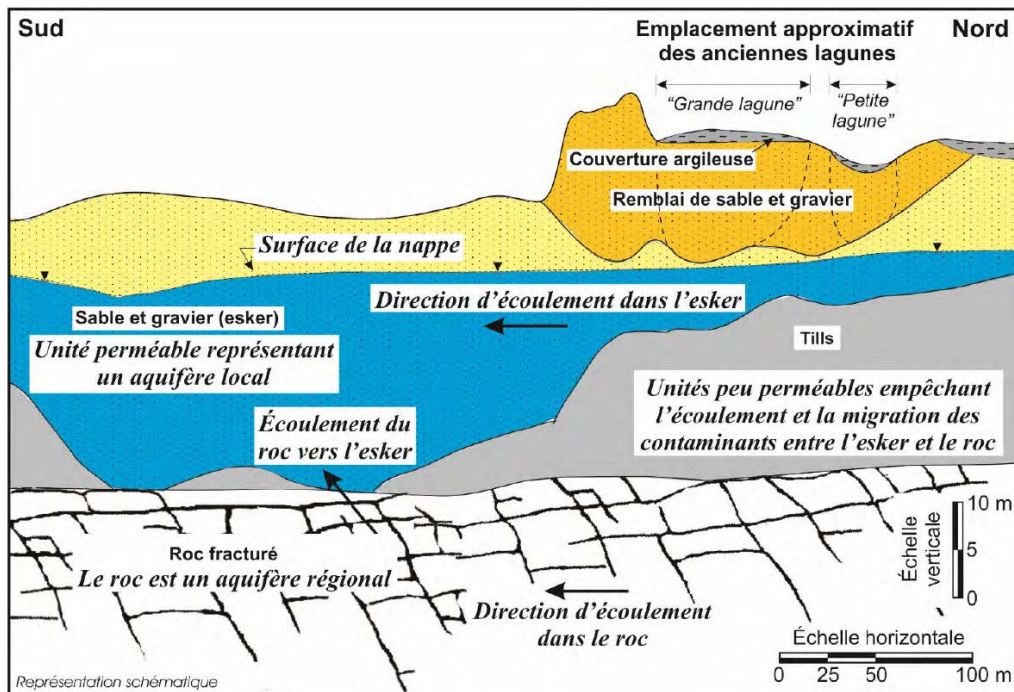 Sud
Emplacement approximatif
des anciennes lagunes
Nord
"Grande lagune"
"Petite
lagune"
Couverture argileuse
Remblai de sable et gravier
Surface de la nappe
Direction d'écoulement dans l'esker
Sable et gravier (esker)
Unité perméable représentant
un aquifère local
Tills
Unités peu perméables empêchant
l'écoulement et la migration des
contaminants entre l'esker et le roc
Écoulement du
roc vers l'esker
Roc fracturé
Le roc est un aquifère régional
Direction d'écoulement
dans le roc
Échelle
verticale
10 m
5
0
Échelle horizontale
0 25 50 100 m
Représentation schématique